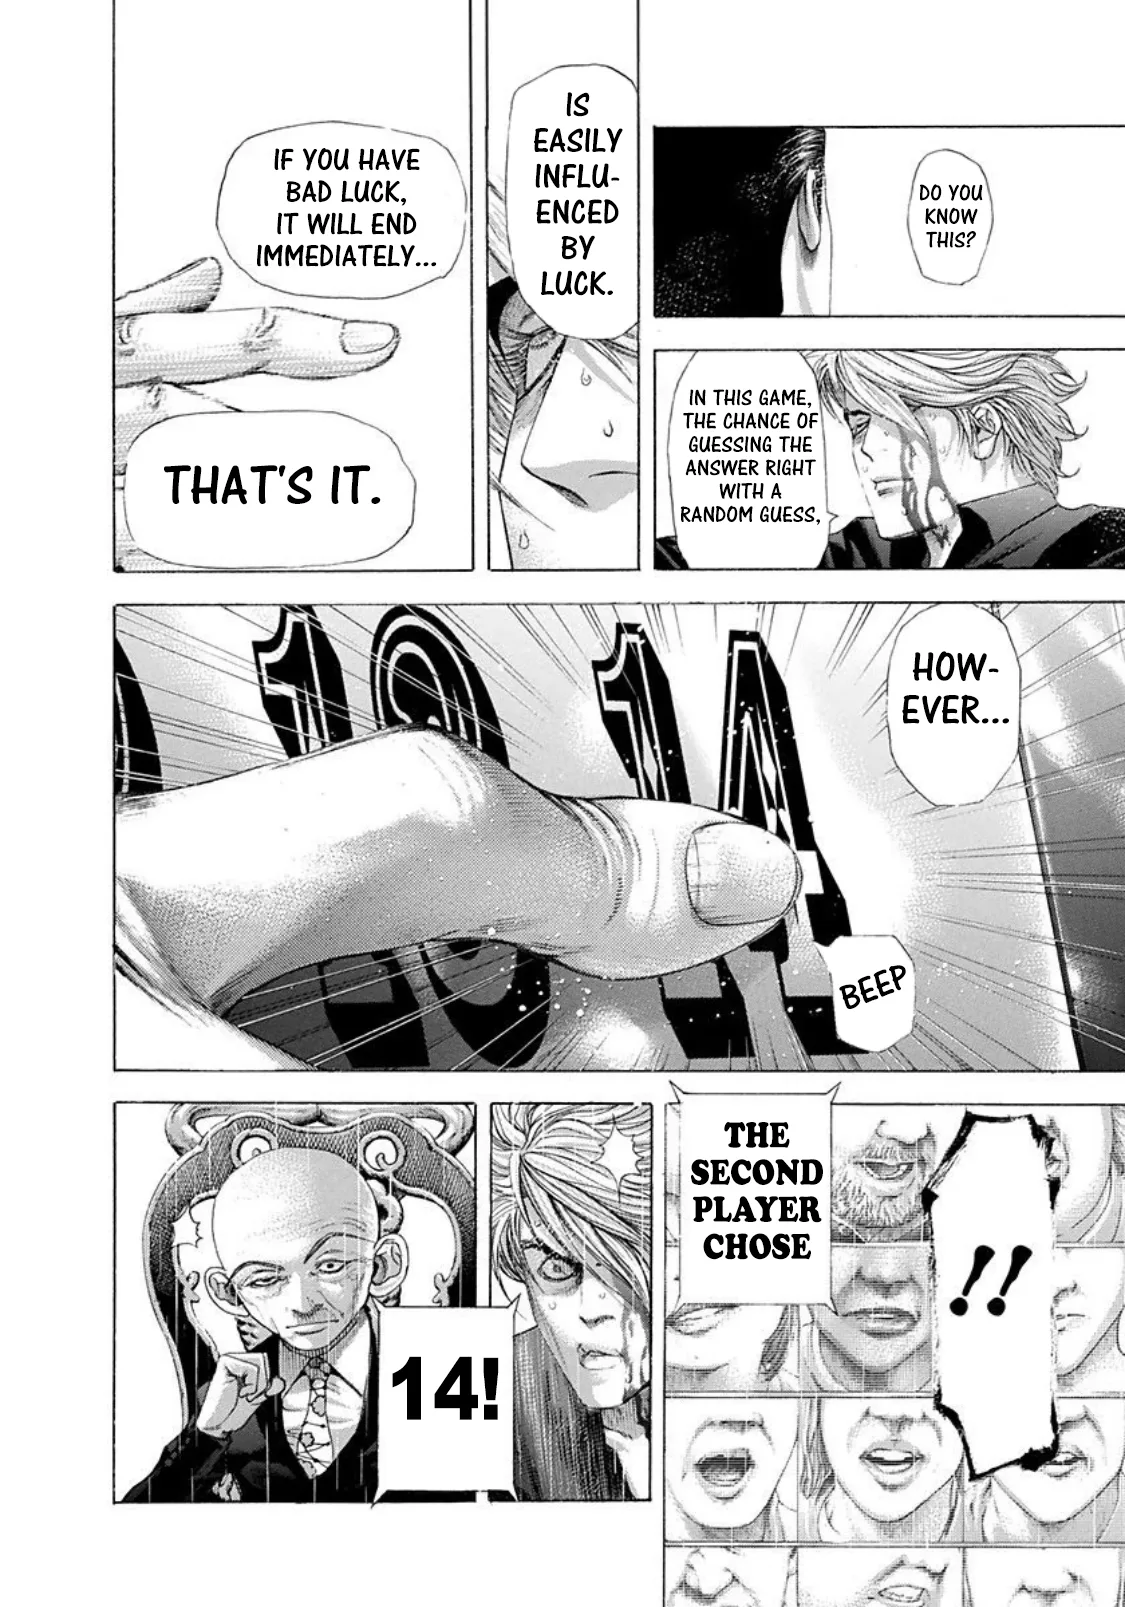 DO YOU
KNOW
THIS?
IN THIS GAME,
THE CHANCE OF
GUESSING THE
ANSWER RIGHT
WITH A
RANDOM GUESS,
IS
EASILY
INFLU-
ENCED
BY
LUCK.
IF YOU HAVE
BAD LUCK,
IT WILL END
IMMEDIATELY...
THAT'S IT.
HOW-
EVER...
14
BEEP
!!
THE
SECOND
PLAYER
CHOSE
14!